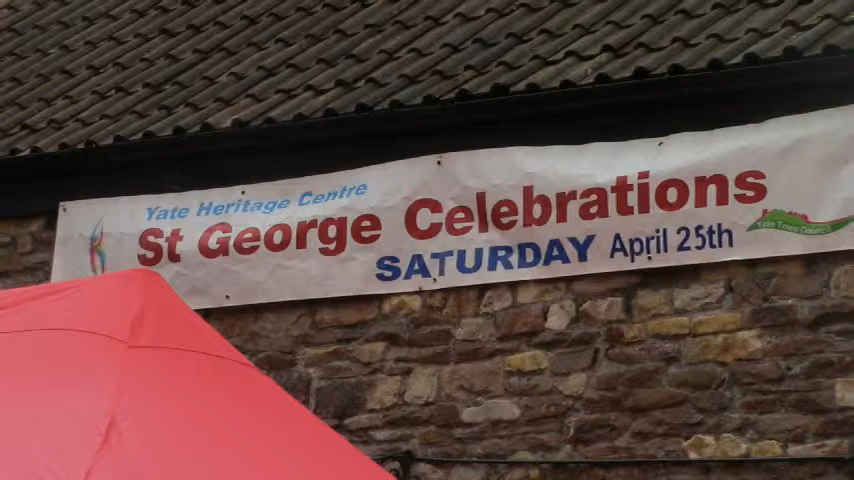 Yate Heritage Centre
St George Celebrations
SATURDAY April 25th
Yate Town Council